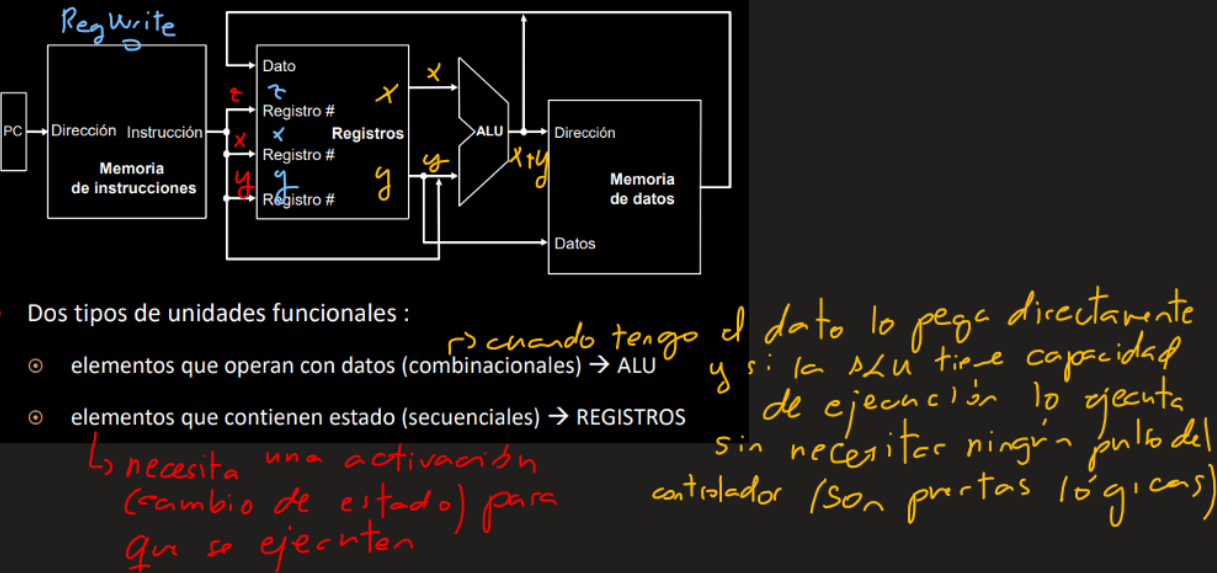 RegWrite
Dato
x
z
z
x
Registro #
PC
Dirección
Instrucción
x
x
Registros
ALU
Dirección
Registro #
y
x+y
Memoria
de instrucciones
y
y
y
Registro #
Memoria
de datos
Datos
Dos tipos de unidades funcionales :
elementos que operan con datos (combinacionales) → ALU
elementos que contienen estado (secuenciales) → REGISTROS
↳ cuando tengo el dato lo pega directamente
y si la ALU tiene capacidad
de ejecución lo ejecuta
sin necesitar ningún pulso del
controlador (son puertas lógicas)
↳ necesita una activación
(cambio de estado) para
que se ejecuten